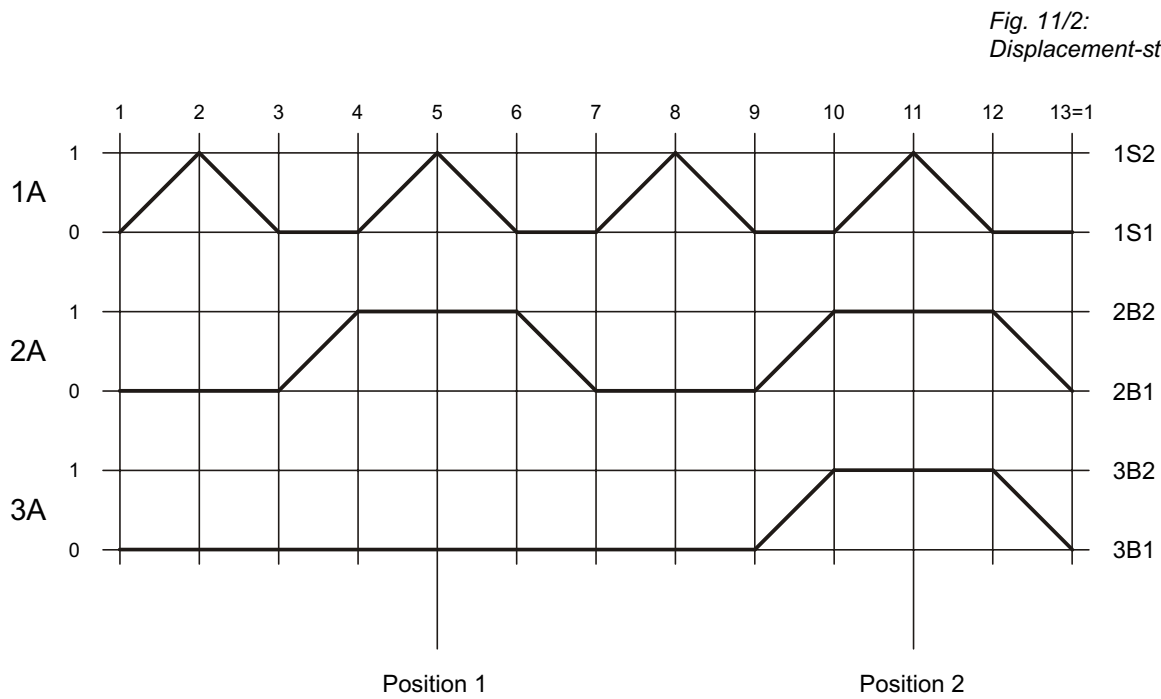 Fig. 11/2:
Displacement-st
1 2 3 4 5 6 7 8 9 10 11 12 13=1
1 1S2
1A
0 1S1
1 2B2
2A
0 2B1
1 3B2
3A
0 3B1
Position 1 Position 2